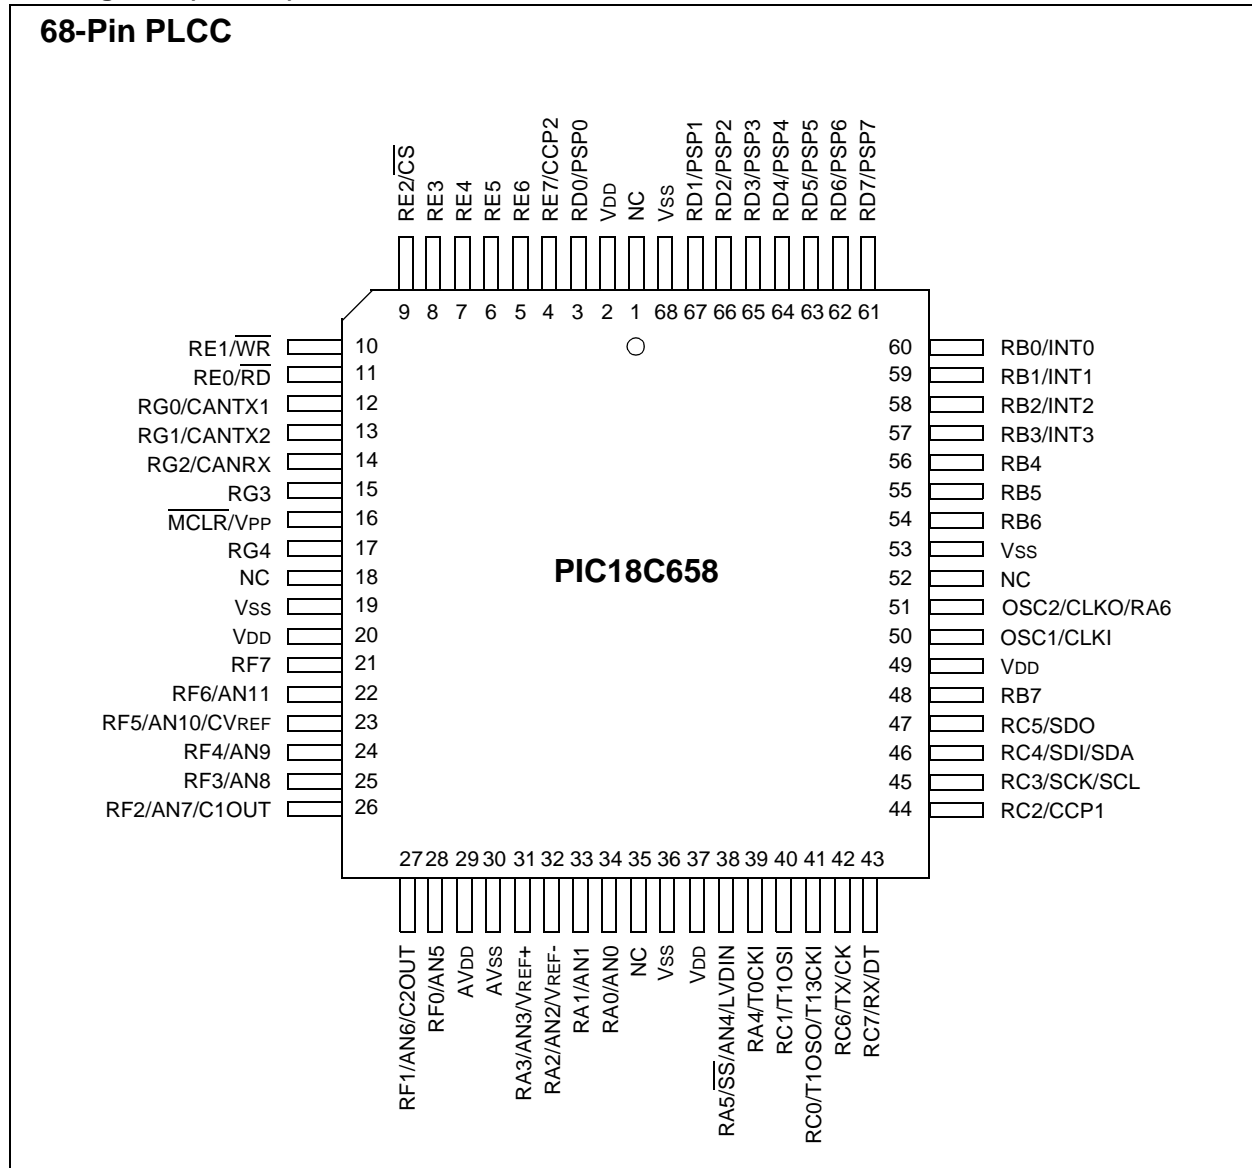 68-Pin PLCC
RE2/CS
RE3
RE4
RE5
RE6
RE7/CCP2
RD0/PSP0
VDD
NC
VSS
RD1/PSP1
RD2/PSP2
RD3/PSP3
RD4/PSP4
RD5/PSP5
RD6/PSP6
RD7/PSP7
9 8 7 6 5 4 3 2 1 68 67 66 65 64 63 62 61
RE1/WR 10
RE0/RD 11
RG0/CANTX1 12
RG1/CANTX2 13
RG2/CANRX 14
RG3 15
MCLR/VPP 16
RG4 17
NC 18
VSS 19
VDD 20
RF7 21
RF6/AN11 22
RF5/AN10/CVREF 23
RF4/AN9 24
RF3/AN8 25
RF2/AN7/C1OUT 26
PIC18C658
60 RB0/INT0
59 RB1/INT1
58 RB2/INT2
57 RB3/INT3
56 RB4
55 RB5
54 RB6
53 VSS
52 NC
51 OSC2/CLKO/RA6
50 OSC1/CLKI
49 VDD
48 RB7
47 RC5/SDO
46 RC4/SDI/SDA
45 RC3/SCK/SCL
44 RC2/CCP1
27 28 29 30 31 32 33 34 35 36 37 38 39 40 41 42 43
RF1/AN6/C2OUT
RF0/AN5
AVDD
AVSS
RA3/AN3/VREF+
RA2/AN2/VREF-
RA1/AN1
RA0/AN0
NC
VSS
VDD
RA5/SS/AN4/LVDIN
RA4/T0CKI
RC1/T1OSI
RC0/T1OSO/T13CKI
RC6/TX/CK
RC7/RX/DT